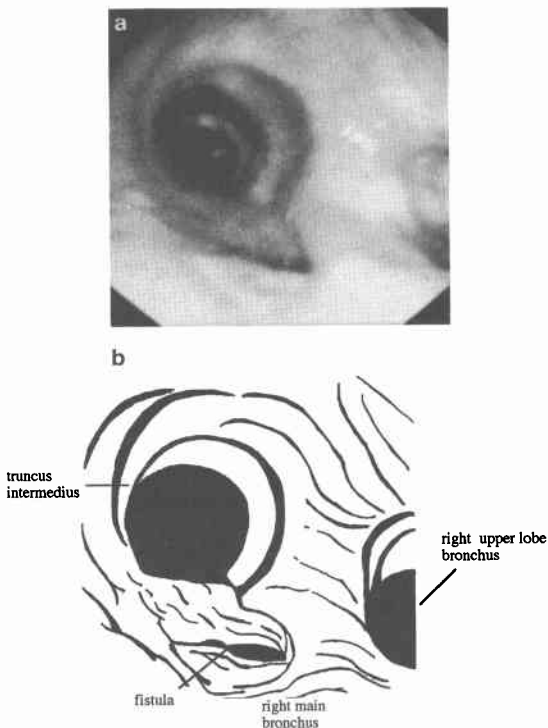 a
b
truncus
intermedius
right upper lobe
bronchus
fistula
right main
bronchus